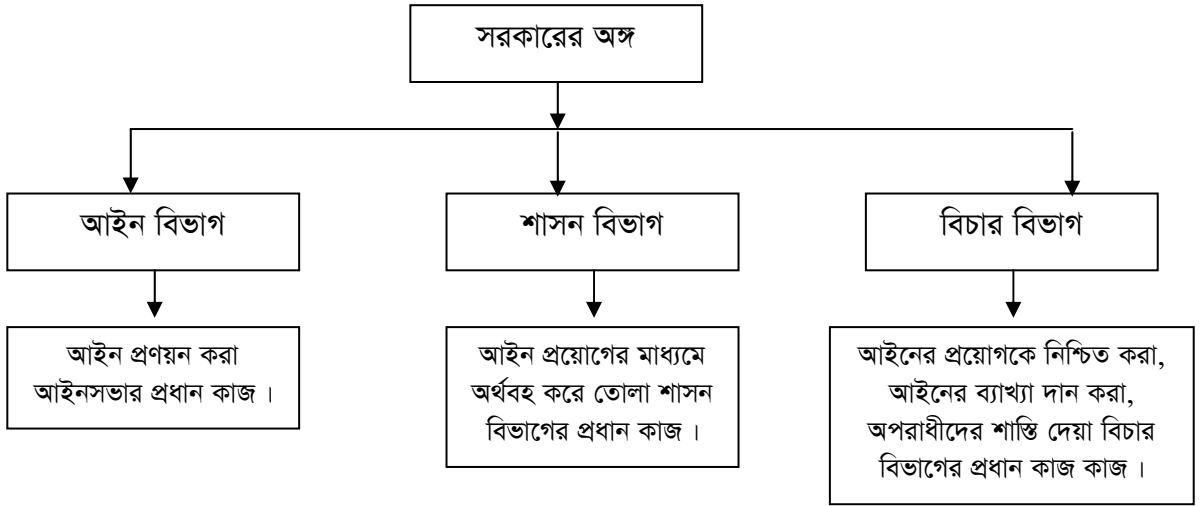 সরকারের অঙ্গ
আইন বিভাগ
শাসন বিভাগ
বিচার বিভাগ
আইন প্রণয়ন করা
আইনসভার প্রধান কাজ ।
আইন প্রয়োগের মাধ্যমে
অর্থবহ করে তোলা শাসন
বিভাগের প্রধান কাজ ।
আইনের প্রয়োগকে নিশ্চিত করা,
আইনের ব্যাখ্যা দান করা,
অপরাধীদের শাস্তি দেয়া বিচার
বিভাগের প্রধান কাজ কাজ ।